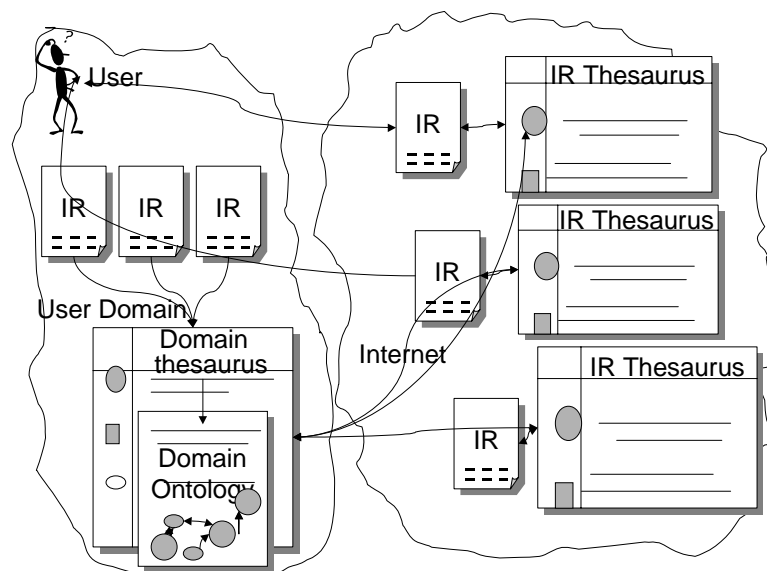 ?
User
IR
IR
IR
User Domain
Domain
thesaurus
Domain
Ontology
IR Thesaurus
IR
IR Thesaurus
IR
Internet
IR Thesaurus
IR